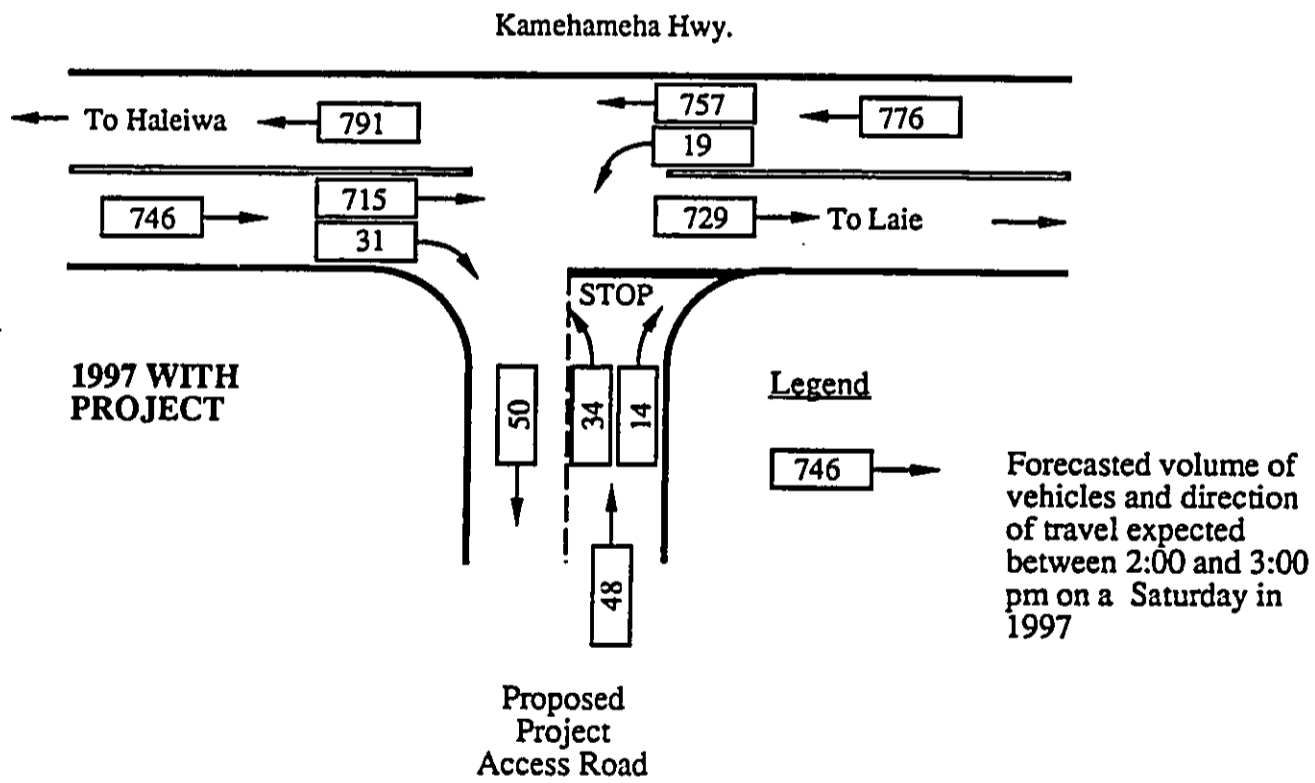 Kamehameha Hwy.
To Haleiwa
791
757
776
19
746
715
729
To Laie
31
STOP
1997 WITH
PROJECT
50
34
14
48
Legend
746
Forecasted volume of
vehicles and direction
of travel expected
between 2:00 and 3:00
pm on a Saturday in
1997
Proposed
Project
Access Road